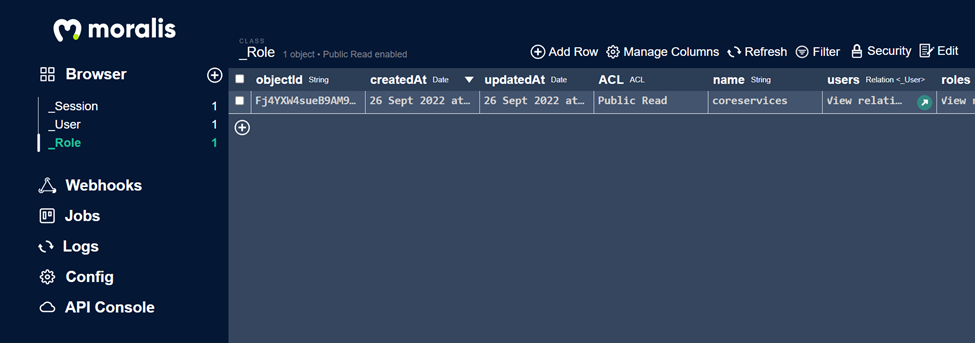 moralis
CLASS
_Role 1 object • Public Read enabled
Add Row Manage Columns Refresh Filter Security Edit
Browser
objectId String createdAt Date updatedAt Date ACL ACL name String users Relation <_User> roles
Fj4YXW4sueB9AM9… 26 Sept 2022 at… 26 Sept 2022 at… Public Read coreservices View relati… View r
_Session 1
_User 1
_Role 1
Webhooks
Jobs
Logs
Config
API Console